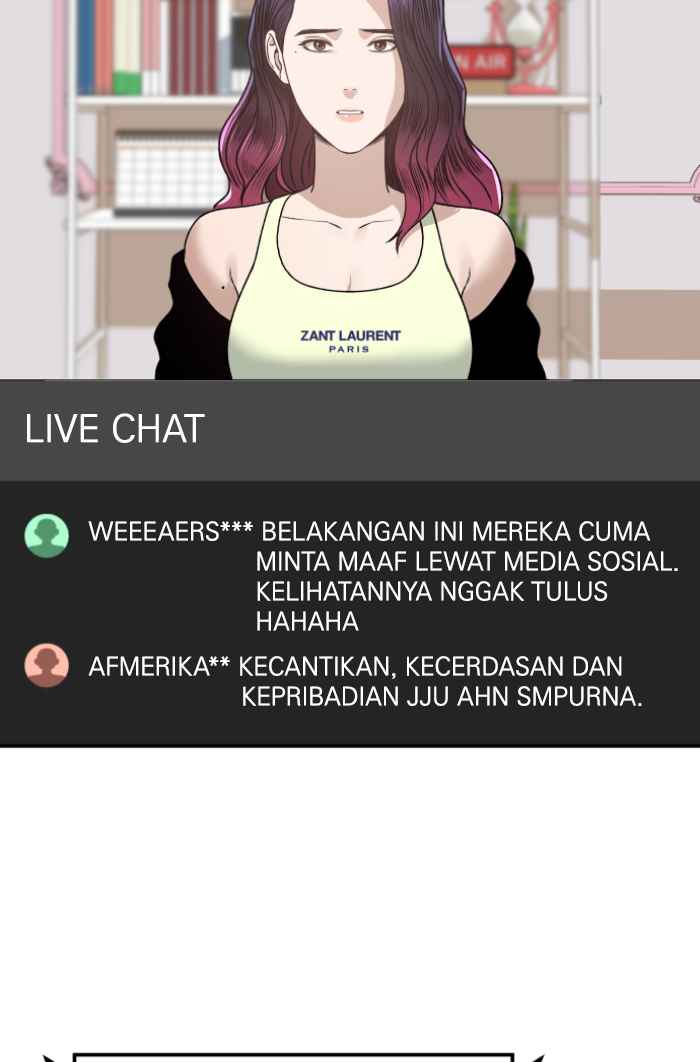 ON AIR
ZANT LAURENT
PARIS
LIVE CHAT
WEEEAERS*** BELAKANGAN INI MEREKA CUMA
MINTA MAAF LEWAT MEDIA SOSIAL.
KELIHATANNYA NGGAK TULUS
HAHAHA
AFMERIKA** KECANTIKAN, KECERDASAN DAN
KEPRIBADIAN JJU AHN SMPURNA.